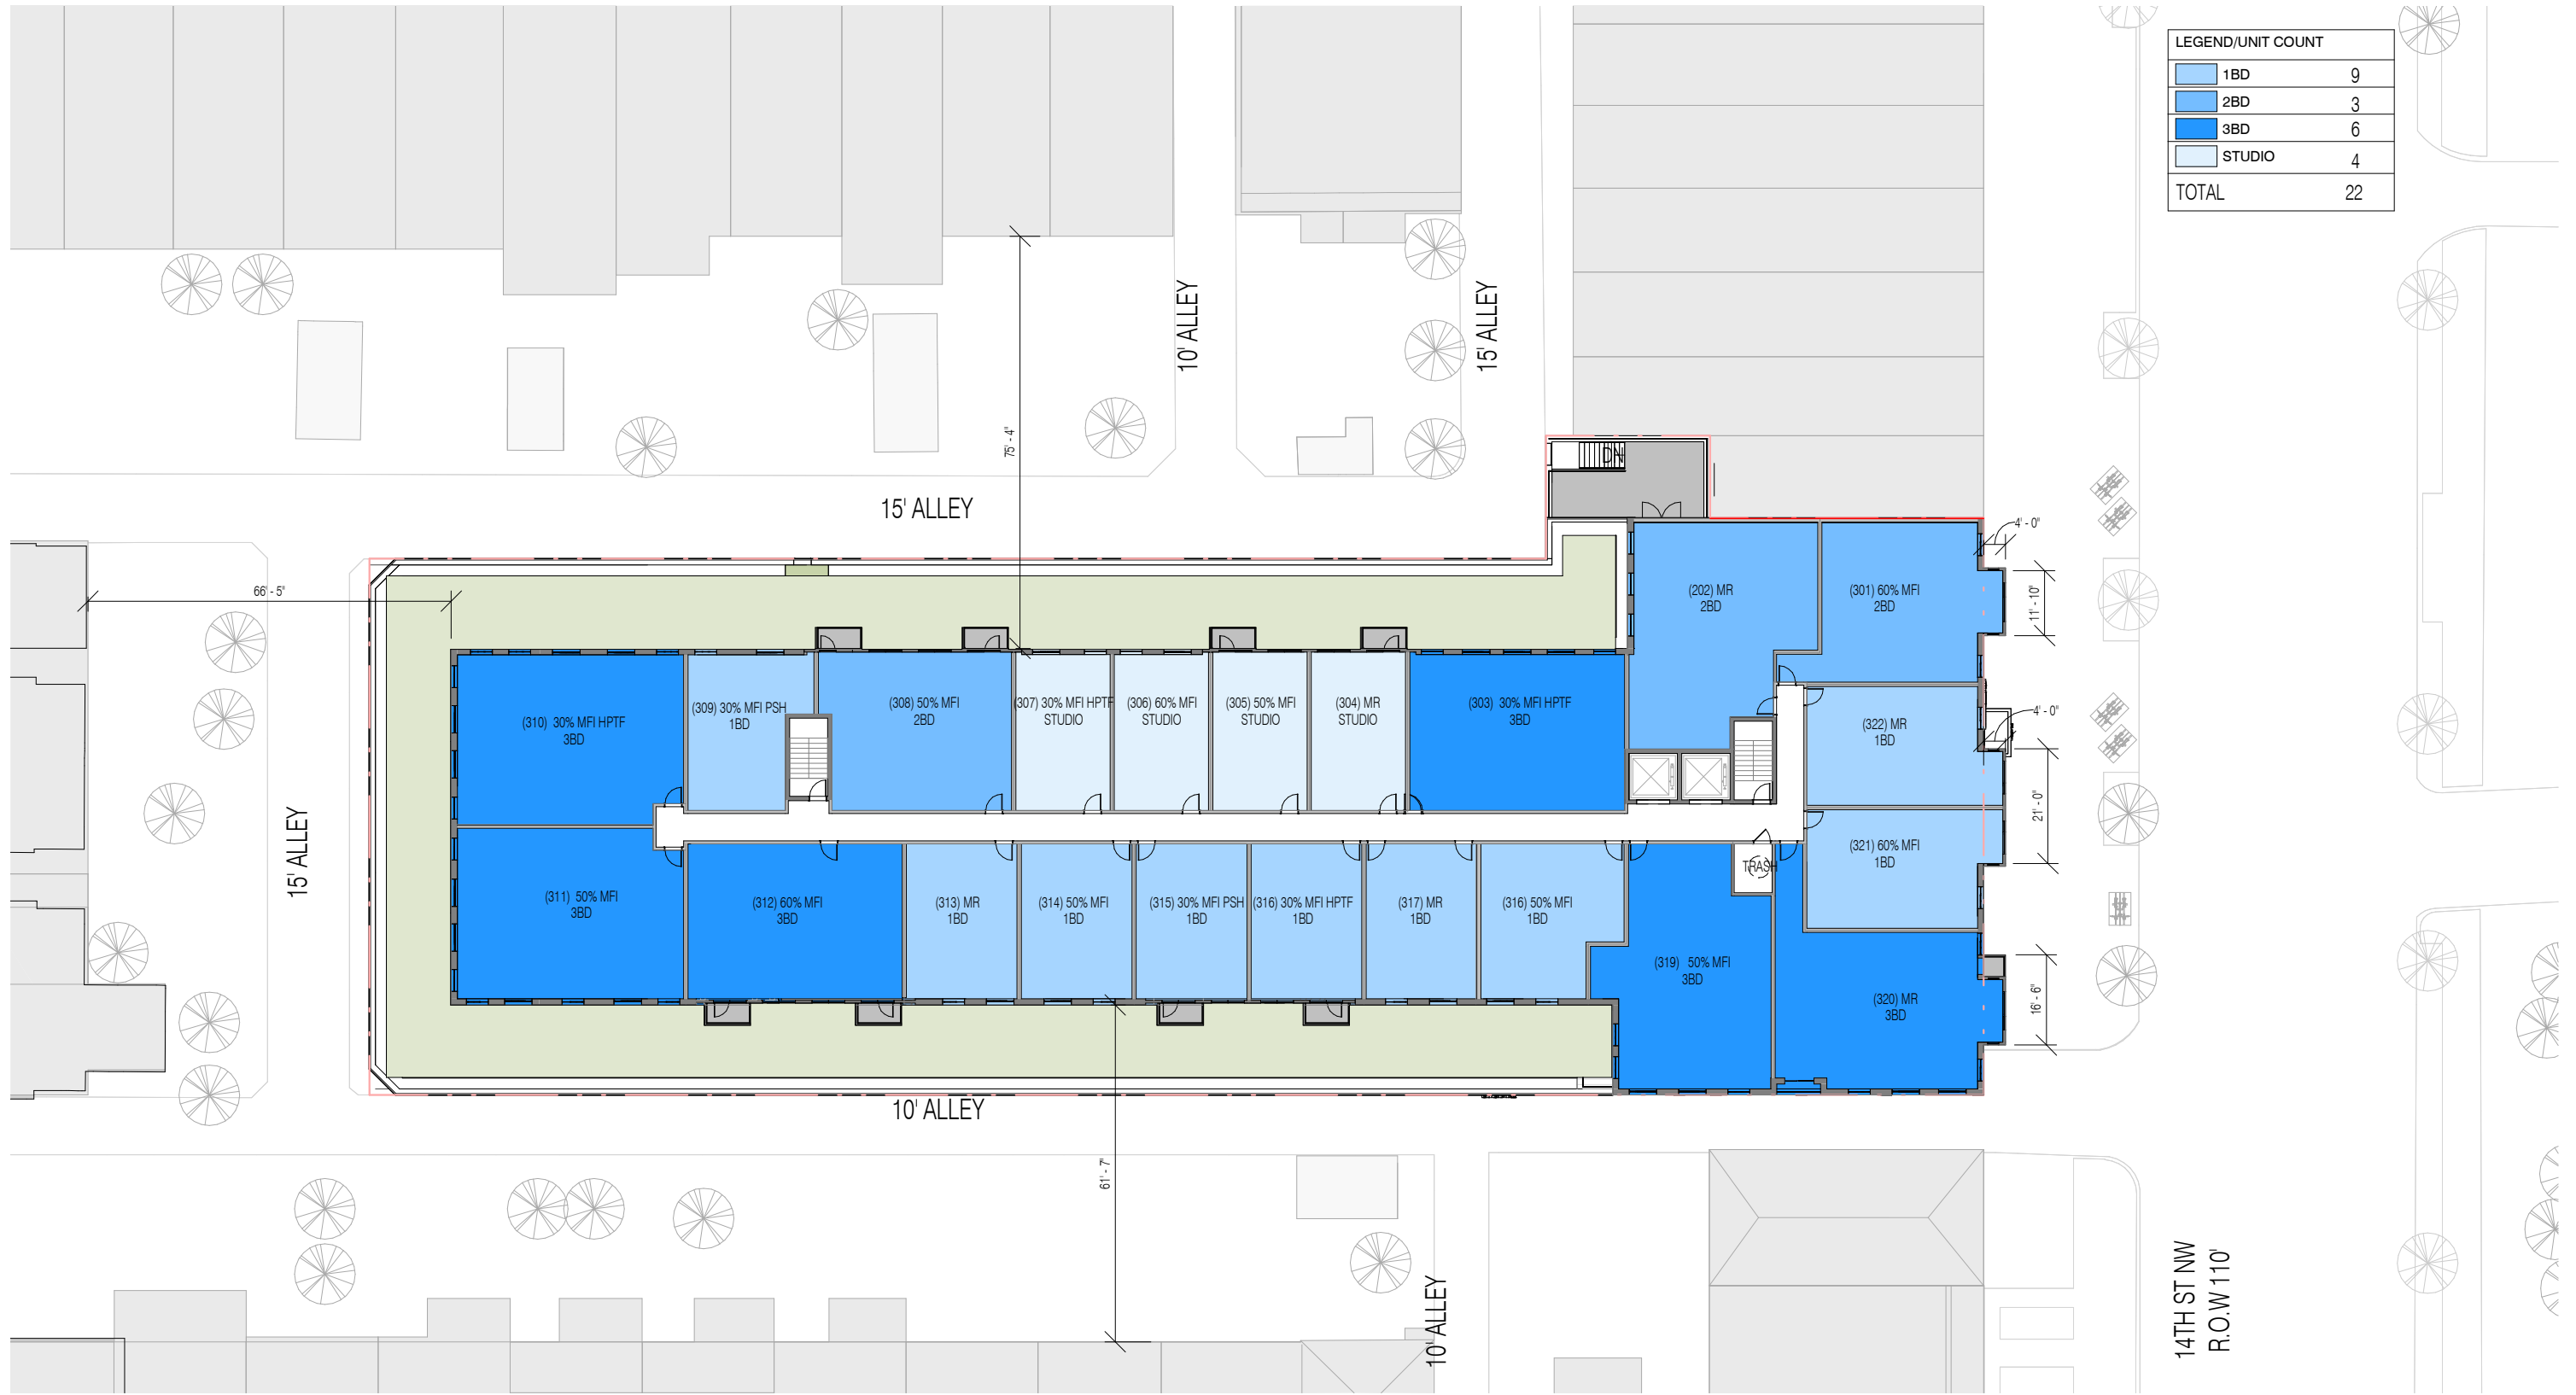 LEGEND/UNIT COUNT
1BD 9
2BD 3
3BD 6
STUDIO 4
TOTAL 22
10' ALLEY
15' ALLEY
75' - 4"
DN
15' ALLEY
4' - 0"
66' - 5"
11' - 10"
(202) MR
2BD
(301) 60% MFI
2BD
(310) 30% MFI HPTF
3BD
(309) 30% MFI PSH
1BD
(308) 50% MFI
2BD
(307) 30% MFI HPTF
STUDIO
(306) 60% MFI
STUDIO
(305) 50% MFI
STUDIO
(304) MR
STUDIO
(303) 30% MFI HPTF
3BD
(322) MR
1BD
4' - 0"
21' - 0"
15' ALLEY
(321) 60% MFI
1BD
TRASH
(311) 50% MFI
3BD
(312) 60% MFI
3BD
(313) MR
1BD
(314) 50% MFI
1BD
(315) 30% MFI PSH
1BD
(316) 30% MFI HPTF
1BD
(317) MR
1BD
(316) 50% MFI
1BD
(319) 50% MFI
3BD
(320) MR
3BD
16' - 6"
10' ALLEY
61' - 7"
10' ALLEY
14TH ST NW
R.O.W 110'